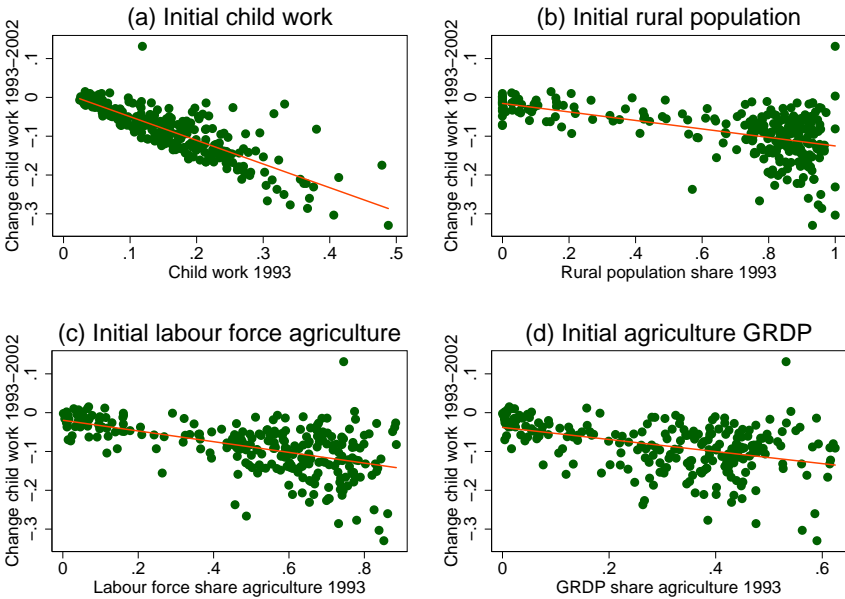 (a) Initial child work
Change child work 1993−2002
.1
0
−.1
−.2
−.3
0 .1 .2 .3 .4 .5
Child work 1993
(b) Initial rural population
Change child work 1993−2002
.1
0
−.1
−.2
−.3
0 .2 .4 .6 .8 1
Rural population share 1993
(c) Initial labour force agriculture
Change child work 1993−2002
.1
0
−.1
−.2
−.3
0 .2 .4 .6 .8
Labour force share agriculture 1993
(d) Initial agriculture GRDP
Change child work 1993−2002
.1
0
−.1
−.2
−.3
0 .2 .4 .6
GRDP share agriculture 1993